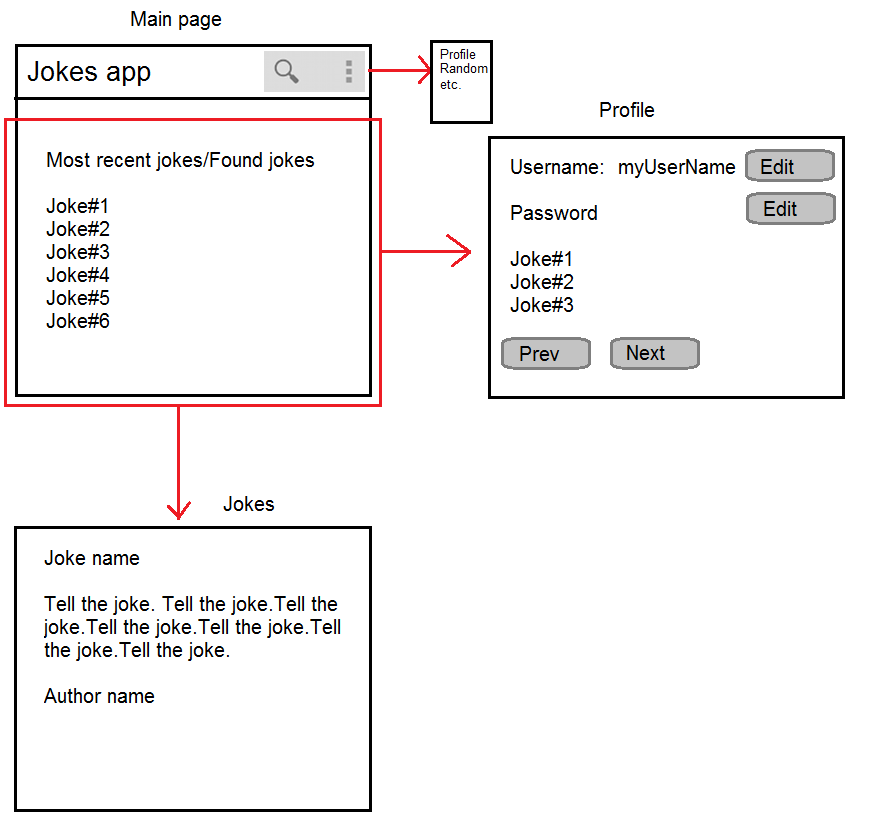 Main page
Jokes app
Profile
Random
etc.
Most recent jokes/Found jokes
Joke#1
Joke#2
Joke#3
Joke#4
Joke#5
Joke#6
Profile
Username: myUserName Edit
Password Edit
Joke#1
Joke#2
Joke#3
Prev Next
Jokes
Joke name
Tell the joke. Tell the joke.Tell the
joke.Tell the joke.Tell the joke.Tell
the joke.Tell the joke.
Author name